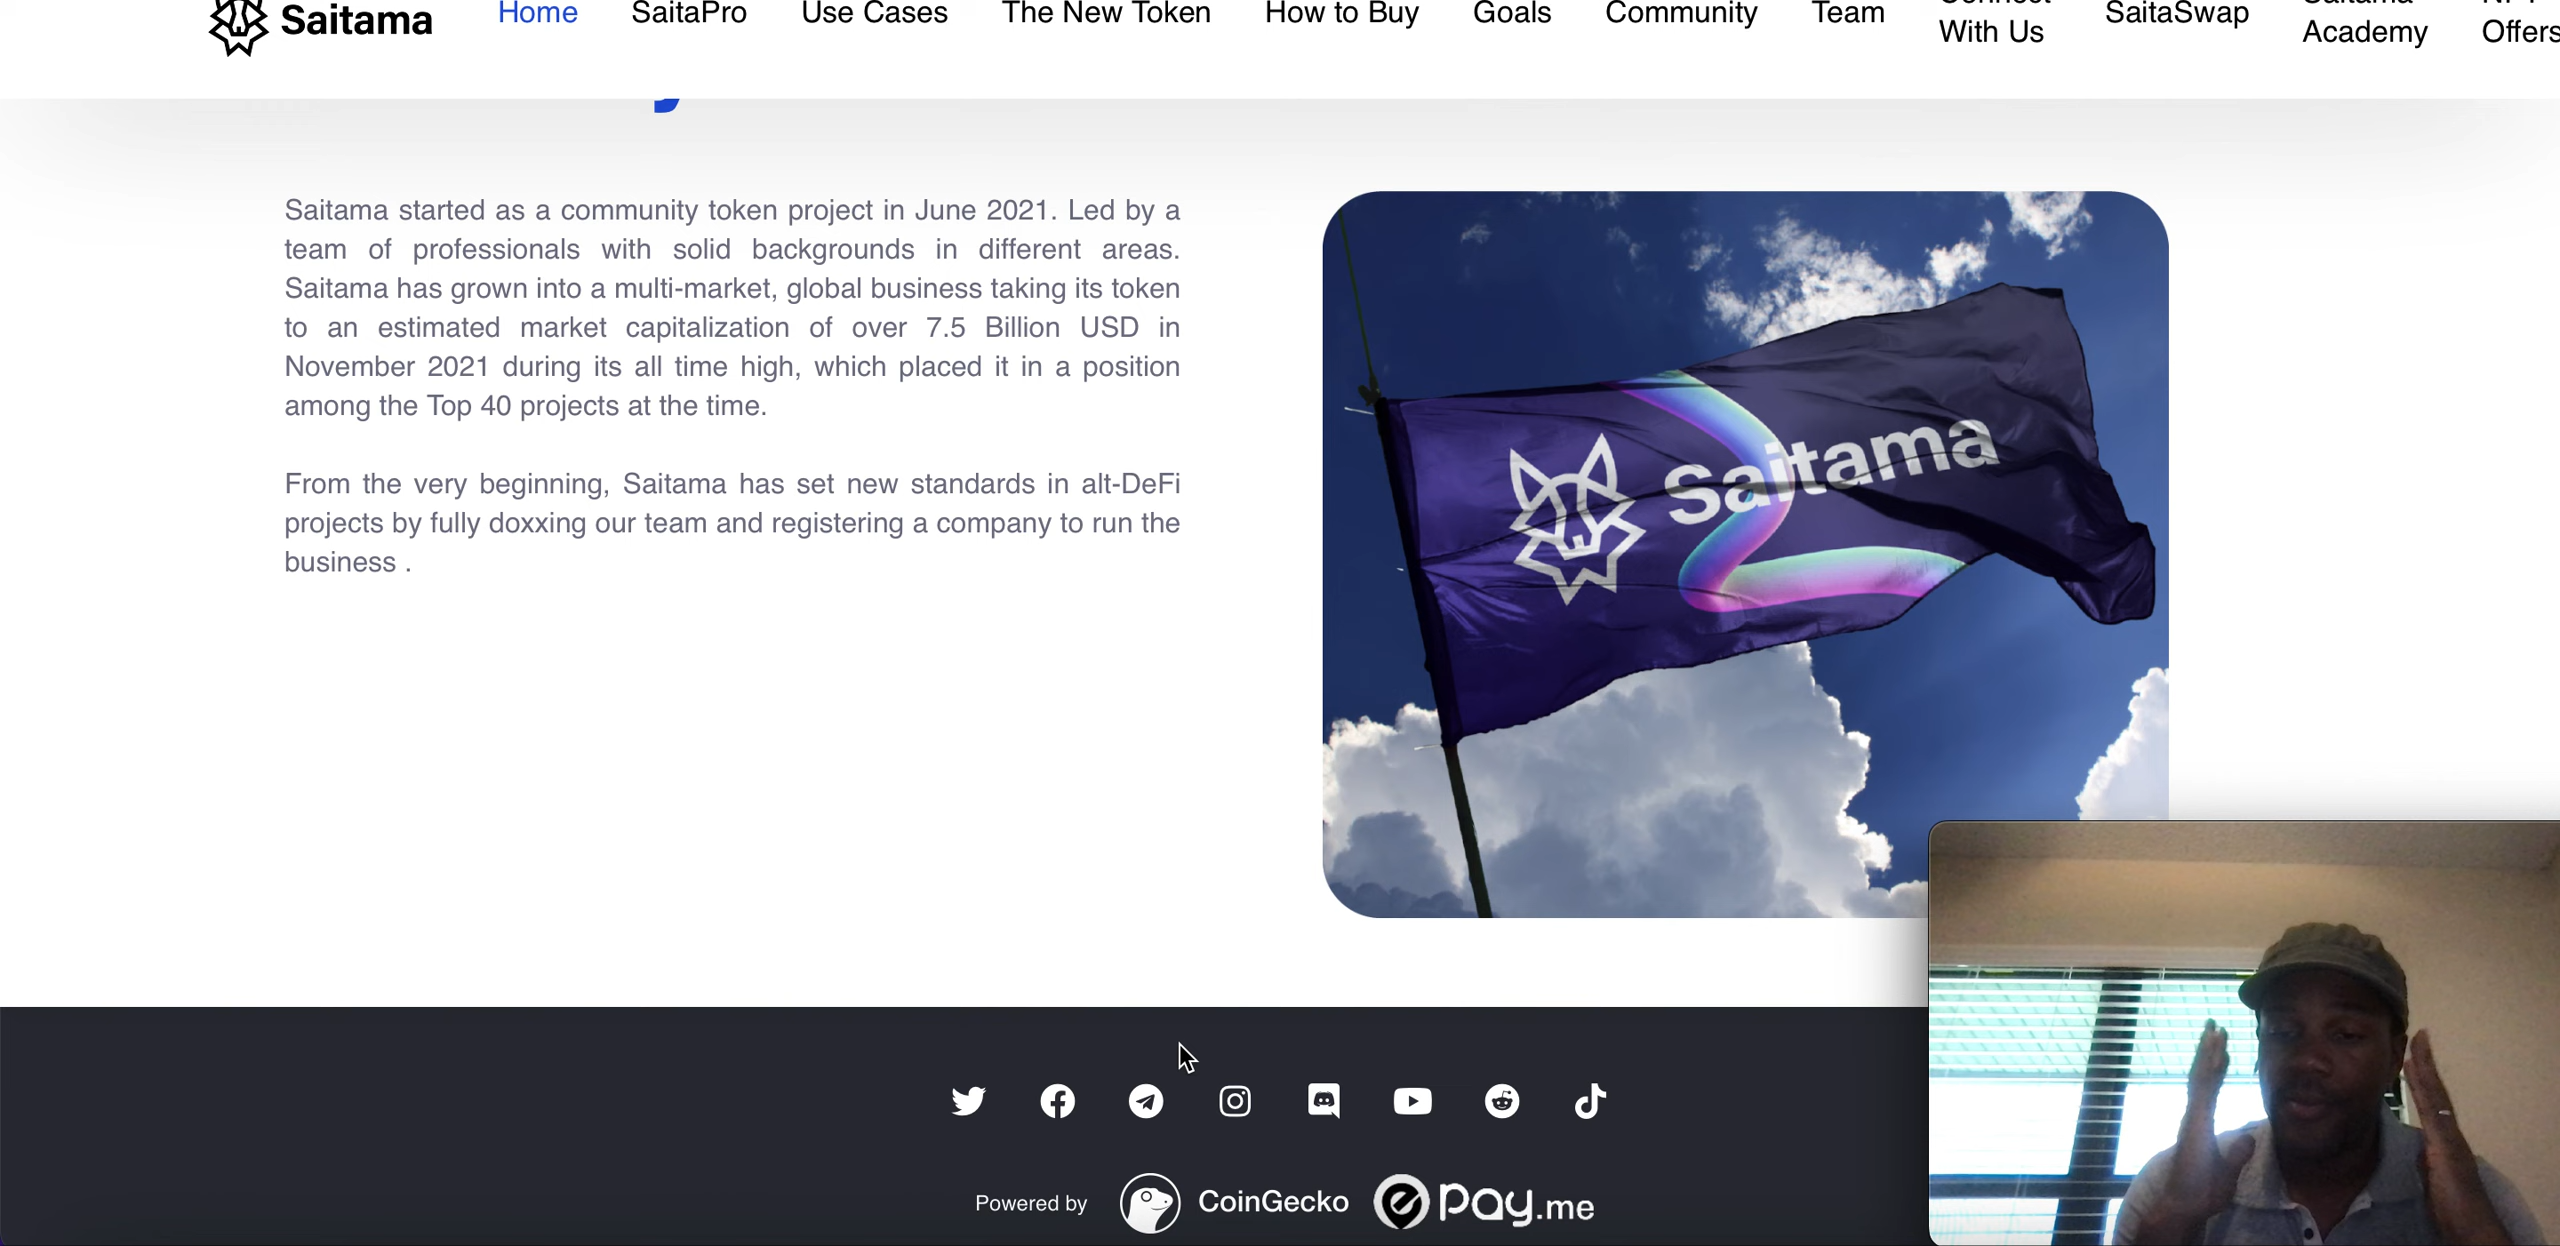 Saitama
Home
SaitaPro
Use Cases
The New Token
How to Buy
Goals
Community
Team
With Us
SaitaSwap
Academy
Offers
Saitama started as a community token project in June 2021. Led by a
team of professionals with solid backgrounds in different areas.
Saitama has grown into a multi-market, global business taking its token
to an estimated market capitalization of over 7.5 Billion USD in
November 2021 during its all time high, which placed it in a position
among the Top 40 projects at the time.
From the very beginning, Saitama has set new standards in alt-DeFi
projects by fully doxxing our team and registering a company to run the
business .
Saitama
Powered by
CoinGecko
pay.me